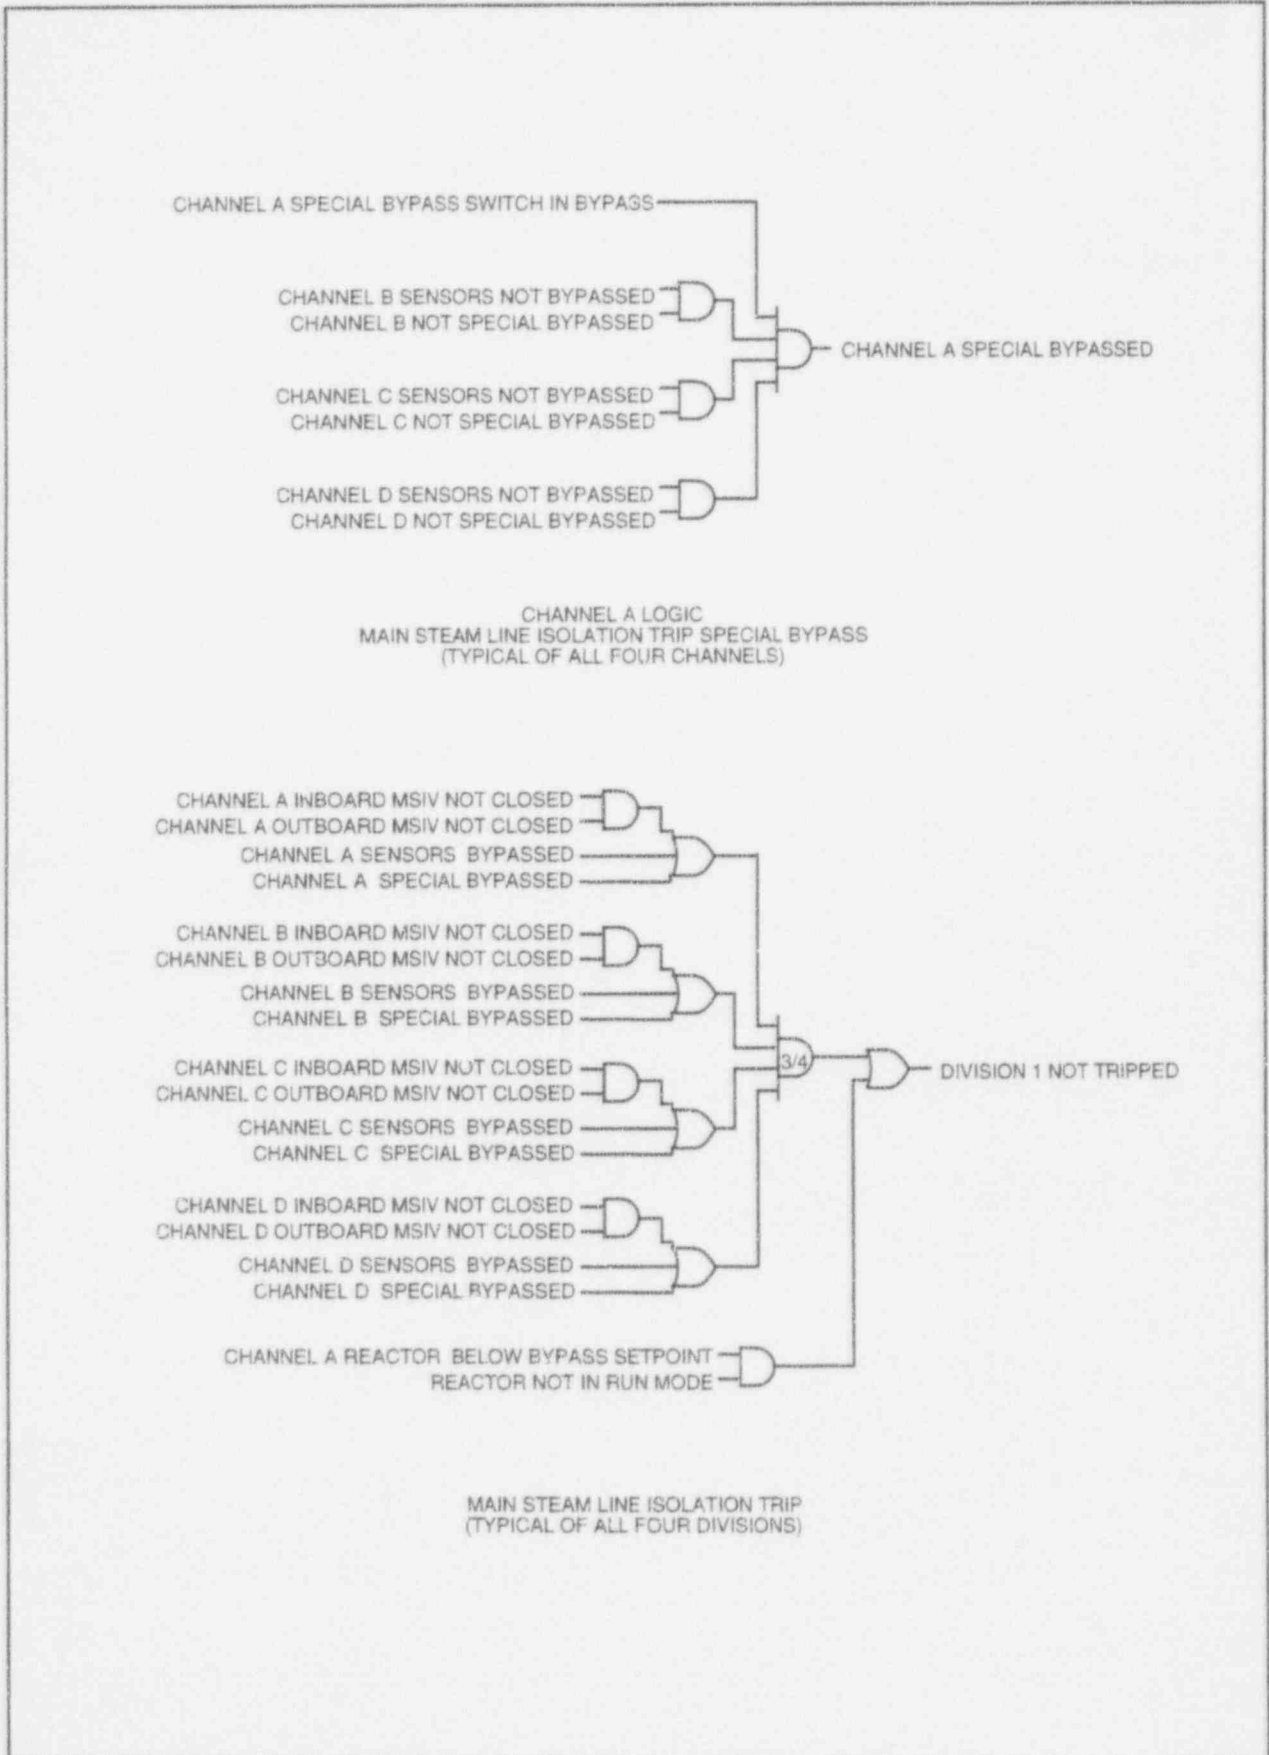 CHANNEL A SPECIAL BYPASS SWITCH IN BYPASS
CHANNEL B SENSORS NOT BYPASSED
CHANNEL B NOT SPECIAL BYPASSED
CHANNEL A SPECIAL BYPASSED
CHANNEL C SENSORS NOT BYPASSED
CHANNEL C NOT SPECIAL BYPASSED
CHANNEL D SENSORS NOT BYPASSED
CHANNEL D NOT SPECIAL BYPASSED
CHANNEL A LOGIC
MAIN STEAM LINE ISOLATION TRIP SPECIAL BYPASS
(TYPICAL OF ALL FOUR CHANNELS)
CHANNEL A INBOARD MSIV NOT CLOSED
CHANNEL A OUTBOARD MSIV NOT CLOSED
CHANNEL A SENSORS BYPASSED
CHANNEL A SPECIAL BYPASSED
CHANNEL B INBOARD MSIV NOT CLOSED
CHANNEL B OUTBOARD MSIV NOT CLOSED
CHANNEL B SENSORS BYPASSED
CHANNEL B SPECIAL BYPASSED
CHANNEL C INBOARD MSIV NOT CLOSED
CHANNEL C OUTBOARD MSIV NOT CLOSED
CHANNEL C SENSORS BYPASSED
CHANNEL C SPECIAL BYPASSED
3/4
DIVISION 1 NOT TRIPPED
CHANNEL D INBOARD MSIV NOT CLOSED
CHANNEL D OUTBOARD MSIV NOT CLOSED
CHANNEL D SENSORS BYPASSED
CHANNEL D SPECIAL BYPASSED
CHANNEL A REACTOR BELOW BYPASS SETPOINT
REACTOR NOT IN RUN MODE
MAIN STEAM LINE ISOLATION TRIP
(TYPICAL OF ALL FOUR DIVISIONS)